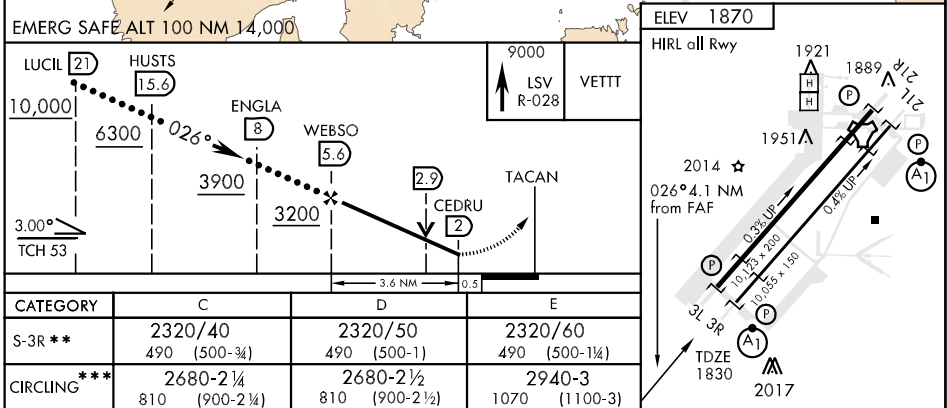 EMERG SAFE ALT 100 NM 14,000
LUCIL 21
HUSTS
15.6
10,000
6300
026°
ENGLA
8
3900
WEBSO
5.6
3200
2.9
CEDRU
2
TACAN
9000
LSV
R-028
VETTT
3.00°
TCH 53
3.6 NM
0.5
CATEGORY C D E
S-3R ** 2320/40 2320/50 2320/60
490 (500-¾) 490 (500-1) 490 (500-1¼)
CIRCLING*** 2680-2¼ 2680-2½ 2940-3
810 (900-2¼) 810 (900-2½) 1070 (1100-3)
ELEV 1870
HIRL all Rwy
1921
H
H
1889
21R
21L
P
1951
P
A1
2014
026° 4.1 NM
from FAF
0.3% UP
0.4% UP
10,123 x 200
10,055 x 150
P
3L 3R
P
A1
TDZE
1830
2017